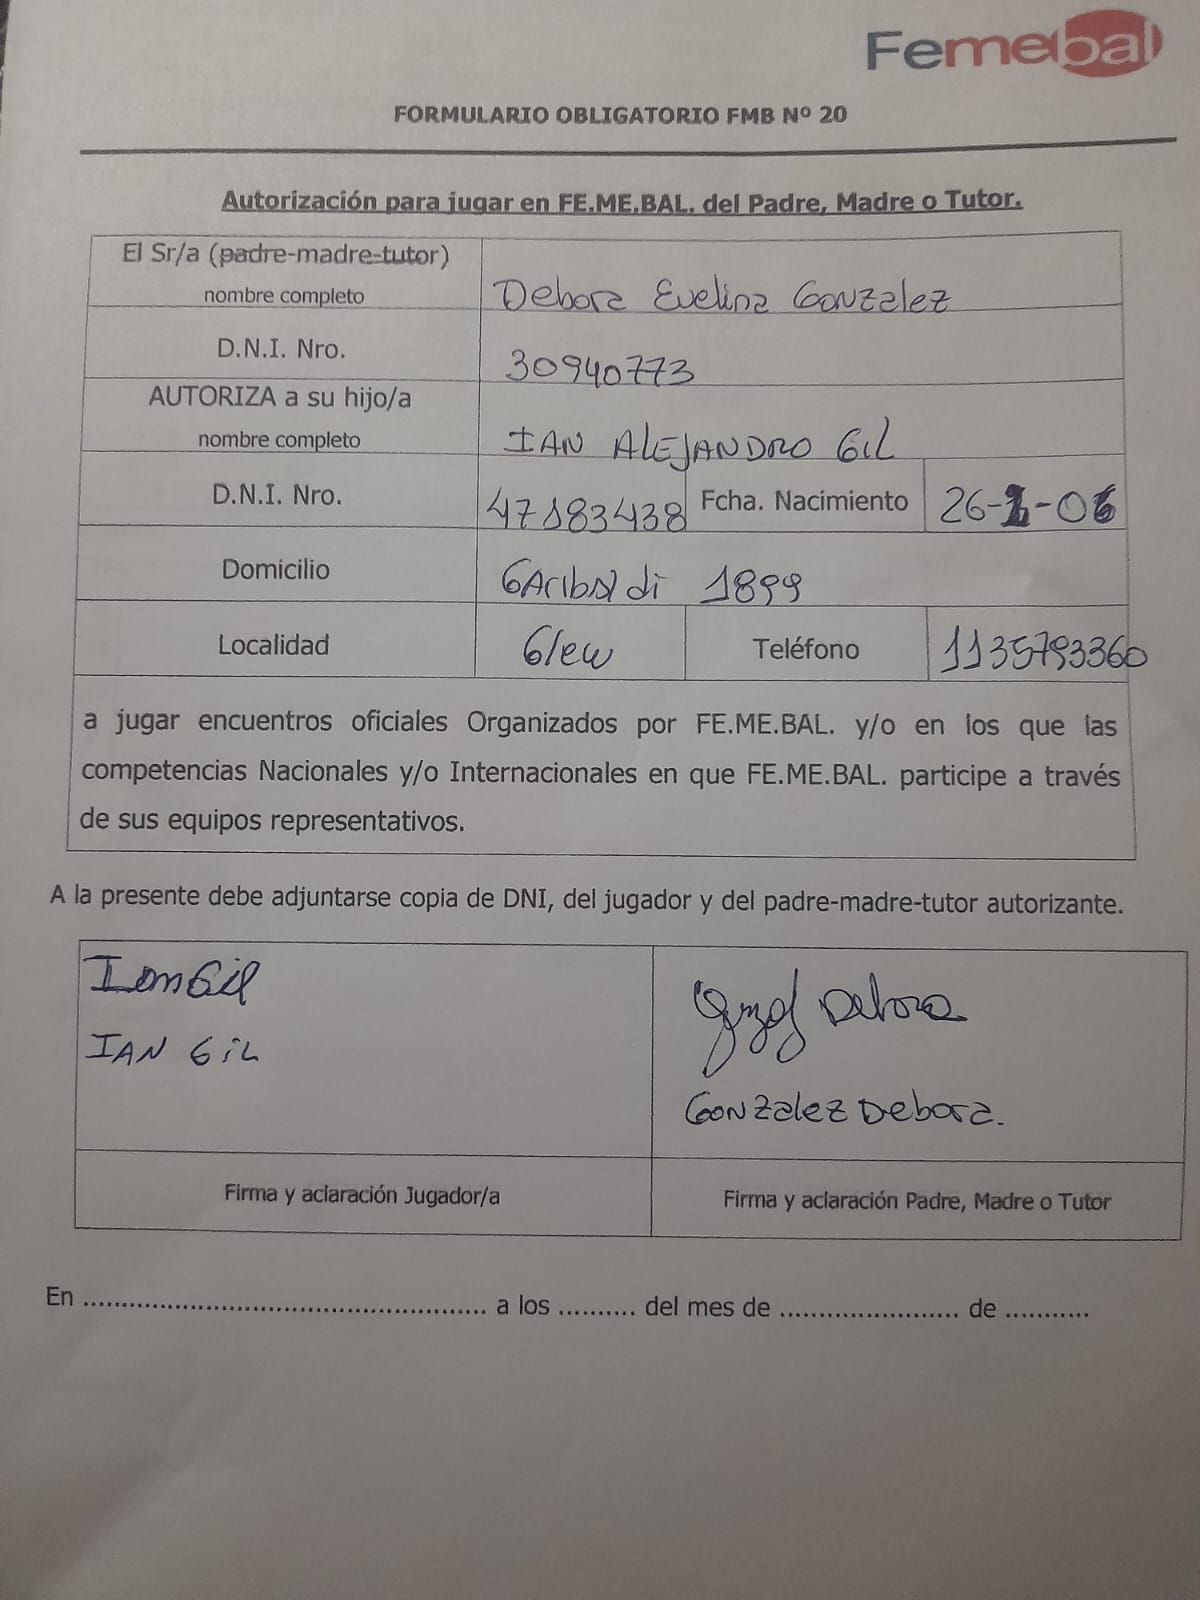 Femebal
FORMULARIO OBLIGATORIO FMB Nº 20
Autorización para jugar en FE.ME.BAL. del Padre, Madre o Tutor.
El Sr/a (padre-madre-tutor)
nombre completo
Debora Evelina Gonzalez
D.N.I. Nro.
30940773
AUTORIZA a su hijo/a
nombre completo
IAN ALEJANDRO GIL
D.N.I. Nro.
47183438
Fcha. Nacimiento
26- -06
Domicilio
GAribAldi 1899
Localidad
Glew
Teléfono
1135793360
a jugar encuentros oficiales Organizados por FE.ME.BAL. y/o en los que las
competencias Nacionales y/o Internacionales en que FE.ME.BAL. participe a través
de sus equipos representativos.
A la presente debe adjuntarse copia de DNI, del jugador y del padre-madre-tutor autorizante.
Ian Gil
IAN GiL
Debora
Gonzalez Debora.
Firma y aclaración Jugador/a
Firma y aclaración Padre, Madre o Tutor
En ..................................................... a los .......... del mes de ........................ de ...........